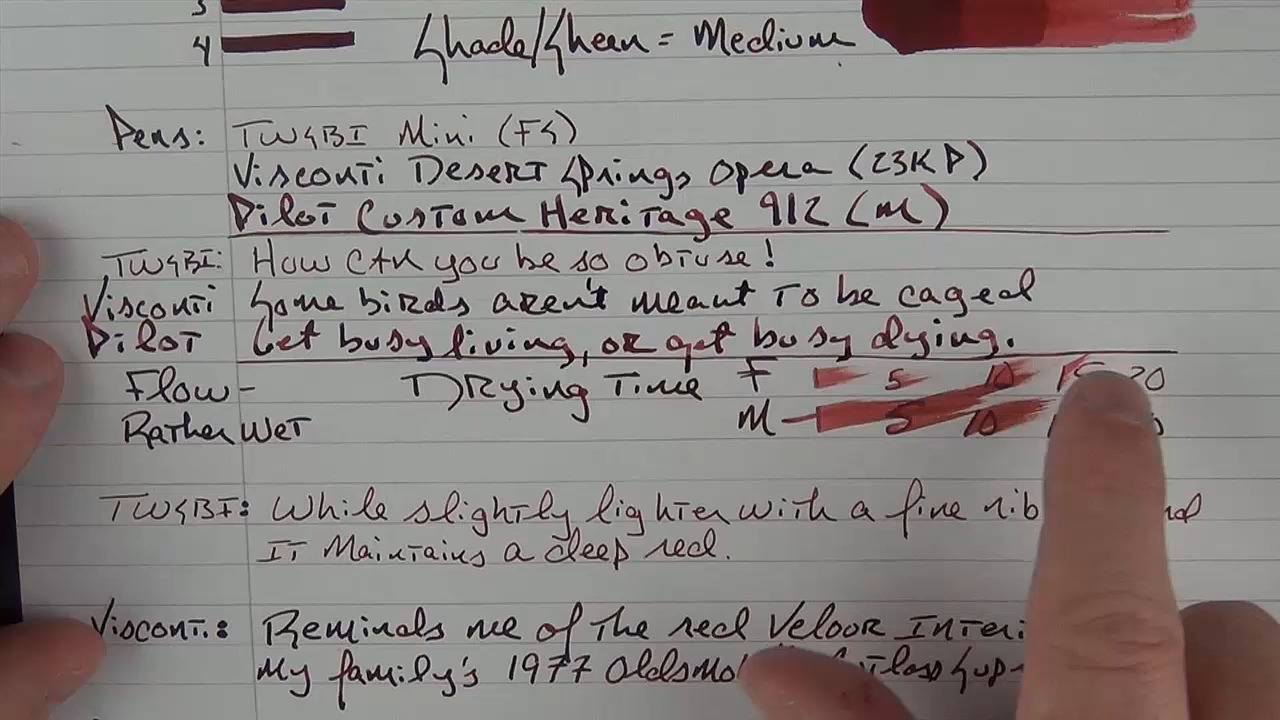 3
4 Shade/Sheen = Medium
Pens: TWSBI Mini (FS)
Visconti Desert Springs Opera (23KP)
Pilot Custom Heritage 912 (M)
TWSBI: How can you be so obtuse!
Visconti Some birds aren't meant to be caged
Pilot Get busy living, or get busy dying.
Flow - Drying Time F 5 10 15 20
Rather Wet M - 5 10
TWSBI: While slightly lighter with a fine nib
It maintains a deep red.
Visconti: Reminds me of the red Velour
My family's 1977